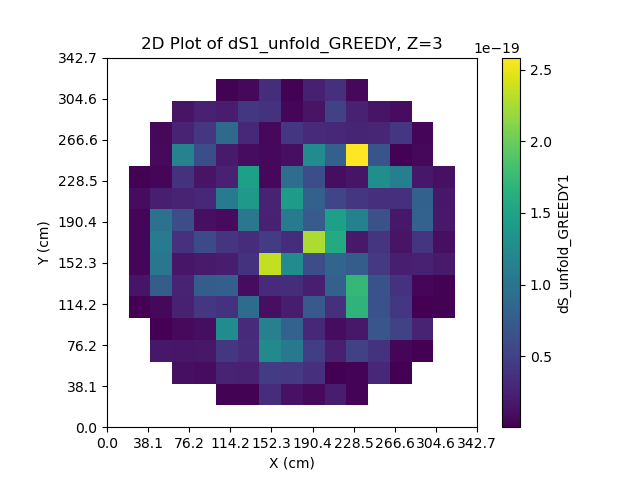 2D Plot of dS1_unfold_GREEDY, Z=3
1e−19
342.7
304.6
266.6
228.5
190.4
152.3
114.2
76.2
38.1
0.0
Y (cm)
0.0 38.1 76.2 114.2 152.3 190.4 228.5 266.6 304.6 342.7
X (cm)
2.5
2.0
1.5
1.0
0.5
dS_unfold_GREEDY1